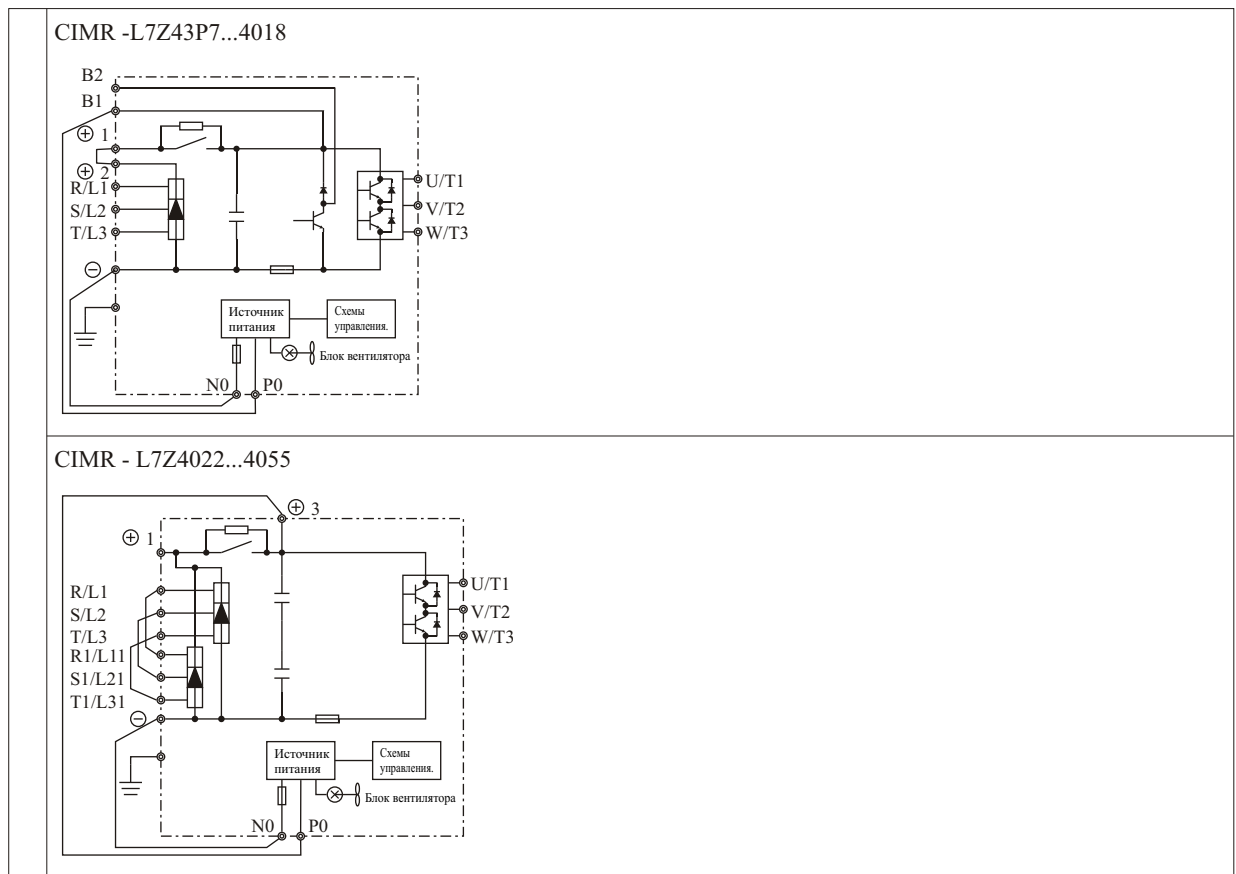 CIMR -L7Z43P7...4018
B2
B1
⊕ 1
⊕ 2
R/L1
S/L2
T/L3
⊖
U/T1
V/T2
W/T3
Источник
питания
Схемы
управления.
Блок вентилятора
N0
P0
CIMR - L7Z4022...4055
⊕ 3
⊕ 1
R/L1
S/L2
T/L3
R1/L11
S1/L21
T1/L31
⊖
U/T1
V/T2
W/T3
Источник
питания
Схемы
управления.
Блок вентилятора
N0
P0